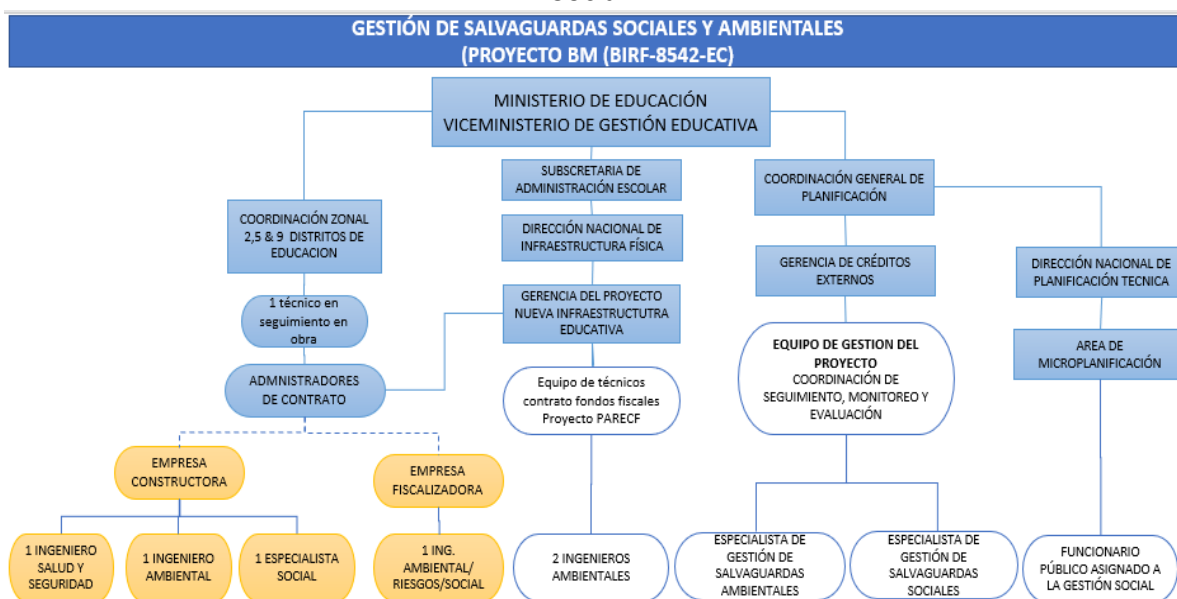 GESTIÓN DE SALVAGUARDAS SOCIALES Y AMBIENTALES
(PROYECTO BM (BIRF-8542-EC)
MINISTERIO DE EDUCACIÓN
VICEMINISTERIO DE GESTIÓN EDUCATIVA
SUBSCRETARIA DE
ADMINISTRACIÓN ESCOLAR
COORDINACIÓN GENERAL DE
PLANIFICACIÓN
COORDINACIÓN ZONAL
2,5 & 9 DISTRITOS DE
EDUCACION
DIRECCIÓN NACIONAL DE
INFRAESTRUCTURA FÍSICA
GERENCIA DE CRÉDITOS
EXTERNOS
DIRECCIÓN NACIONAL DE
PLANIFICACIÓN TECNICA
1 técnico en
seguimiento en
obra
GERENCIA DEL PROYECTO
NUEVA INFRAESTRUCTUTRA
EDUCATIVA
EQUIPO DE GESTION DEL
PROYECTO
COORDINACIÓN DE
SEGUIMIENTO, MONITOREO Y
EVALUACIÓN
AREA DE
MICROPLANIFICACIÓN
ADMNISTRADORES
DE CONTRATO
Equipo de técnicos
contrato fondos fiscales
Proyecto PARECF
EMPRESA
CONSTRUCTORA
EMPRESA
FISCALIZADORA
1 INGENIERO
SALUD Y
SEGURIDAD
1 INGENIERO
AMBIENTAL
1 ESPECIALISTA
SOCIAL
1 ING.
AMBIENTAL/
RIESGOS/SOCIAL
2 INGENIEROS
AMBIENTALES
ESPECIALISTA DE
GESTIÓN DE
SALVAGUARDAS
AMBIENTALES
ESPECIALISTA DE
GESTIÓN DE
SALVAGUARDAS
SOCIALES
FUNCIONARIO
PÚBLICO ASIGNADO A
LA GESTIÓN SOCIAL